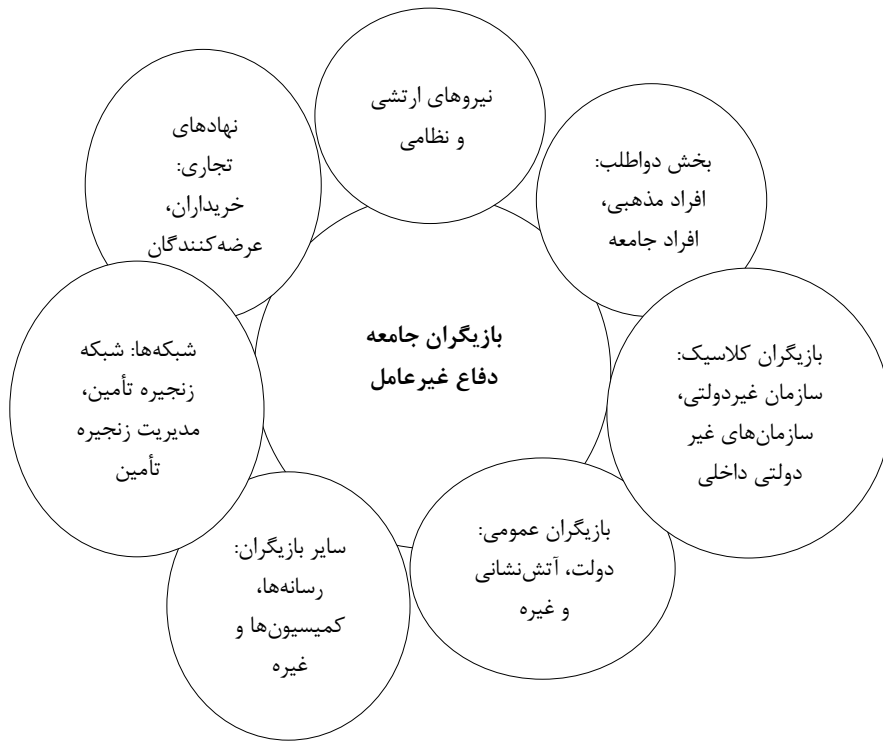 نیروهای ارتشی
و نظامی
بخش دواطلب:
افراد مذهبی،
افراد جامعه
بازیگران کلاسیک:
سازمان غیردولتی،
سازمان‌های غیر
دولتی داخلی
بازیگران عمومی:
دولت، آتش‌نشانی
و غیره
سایر بازیگران:
رسانه‌ها،
کمیسیون‌ها و
غیره
شبکه‌ها: شبکه
زنجیره تأمین،
مدیریت زنجیره
تأمین
نهادهای
تجاری:
خریداران،
عرضه‌کنندگان
بازیگران جامعه
دفاع غیرعامل